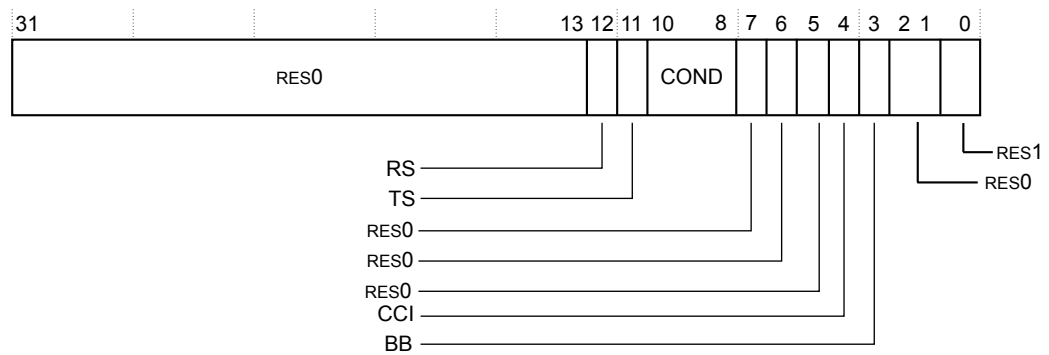 31 13 12 11 10 8 7 6 5 4 3 2 1 0
RES0 COND
RES1
RS
RES0
TS
RES0
RES0
RES0
CCI
BB